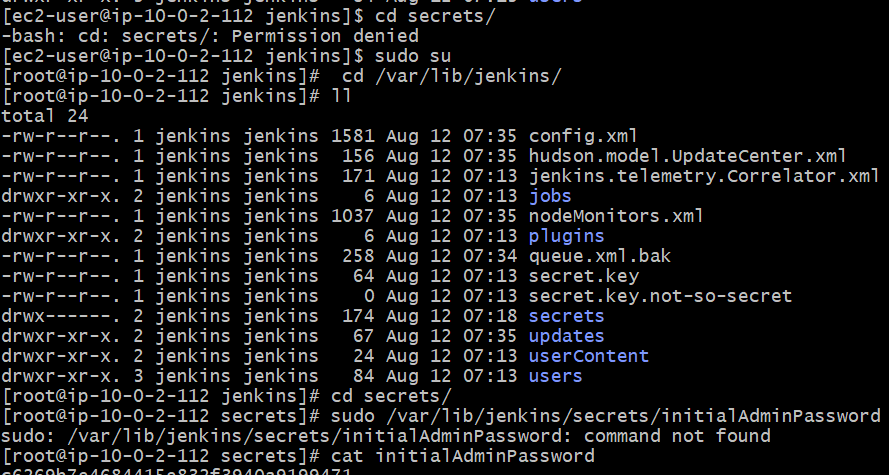 [ec2-user@ip-10-0-2-112 jenkins]$ cd secrets/
-bash: cd: secrets/: Permission denied
[ec2-user@ip-10-0-2-112 jenkins]$ sudo su
[root@ip-10-0-2-112 jenkins]#  cd /var/lib/jenkins/
[root@ip-10-0-2-112 jenkins]# ll
total 24
-rw-r--r--. 1 jenkins jenkins 1581 Aug 12 07:35 config.xml
-rw-r--r--. 1 jenkins jenkins  156 Aug 12 07:35 hudson.model.UpdateCenter.xml
-rw-r--r--. 1 jenkins jenkins  171 Aug 12 07:13 jenkins.telemetry.Correlator.xml
drwxr-xr-x. 2 jenkins jenkins    6 Aug 12 07:13 jobs
-rw-r--r--. 1 jenkins jenkins 1037 Aug 12 07:35 nodeMonitors.xml
drwxr-xr-x. 2 jenkins jenkins    6 Aug 12 07:13 plugins
-rw-r--r--. 1 jenkins jenkins  258 Aug 12 07:34 queue.xml.bak
-rw-r--r--. 1 jenkins jenkins   64 Aug 12 07:13 secret.key
-rw-r--r--. 1 jenkins jenkins    0 Aug 12 07:13 secret.key.not-so-secret
drwx------. 2 jenkins jenkins  174 Aug 12 07:18 secrets
drwxr-xr-x. 2 jenkins jenkins   67 Aug 12 07:35 updates
drwxr-xr-x. 2 jenkins jenkins   24 Aug 12 07:13 userContent
drwxr-xr-x. 3 jenkins jenkins   84 Aug 12 07:13 users
[root@ip-10-0-2-112 jenkins]# cd secrets/
[root@ip-10-0-2-112 secrets]# sudo /var/lib/jenkins/secrets/initialAdminPassword
sudo: /var/lib/jenkins/secrets/initialAdminPassword: command not found
[root@ip-10-0-2-112 secrets]# cat initialAdminPassword